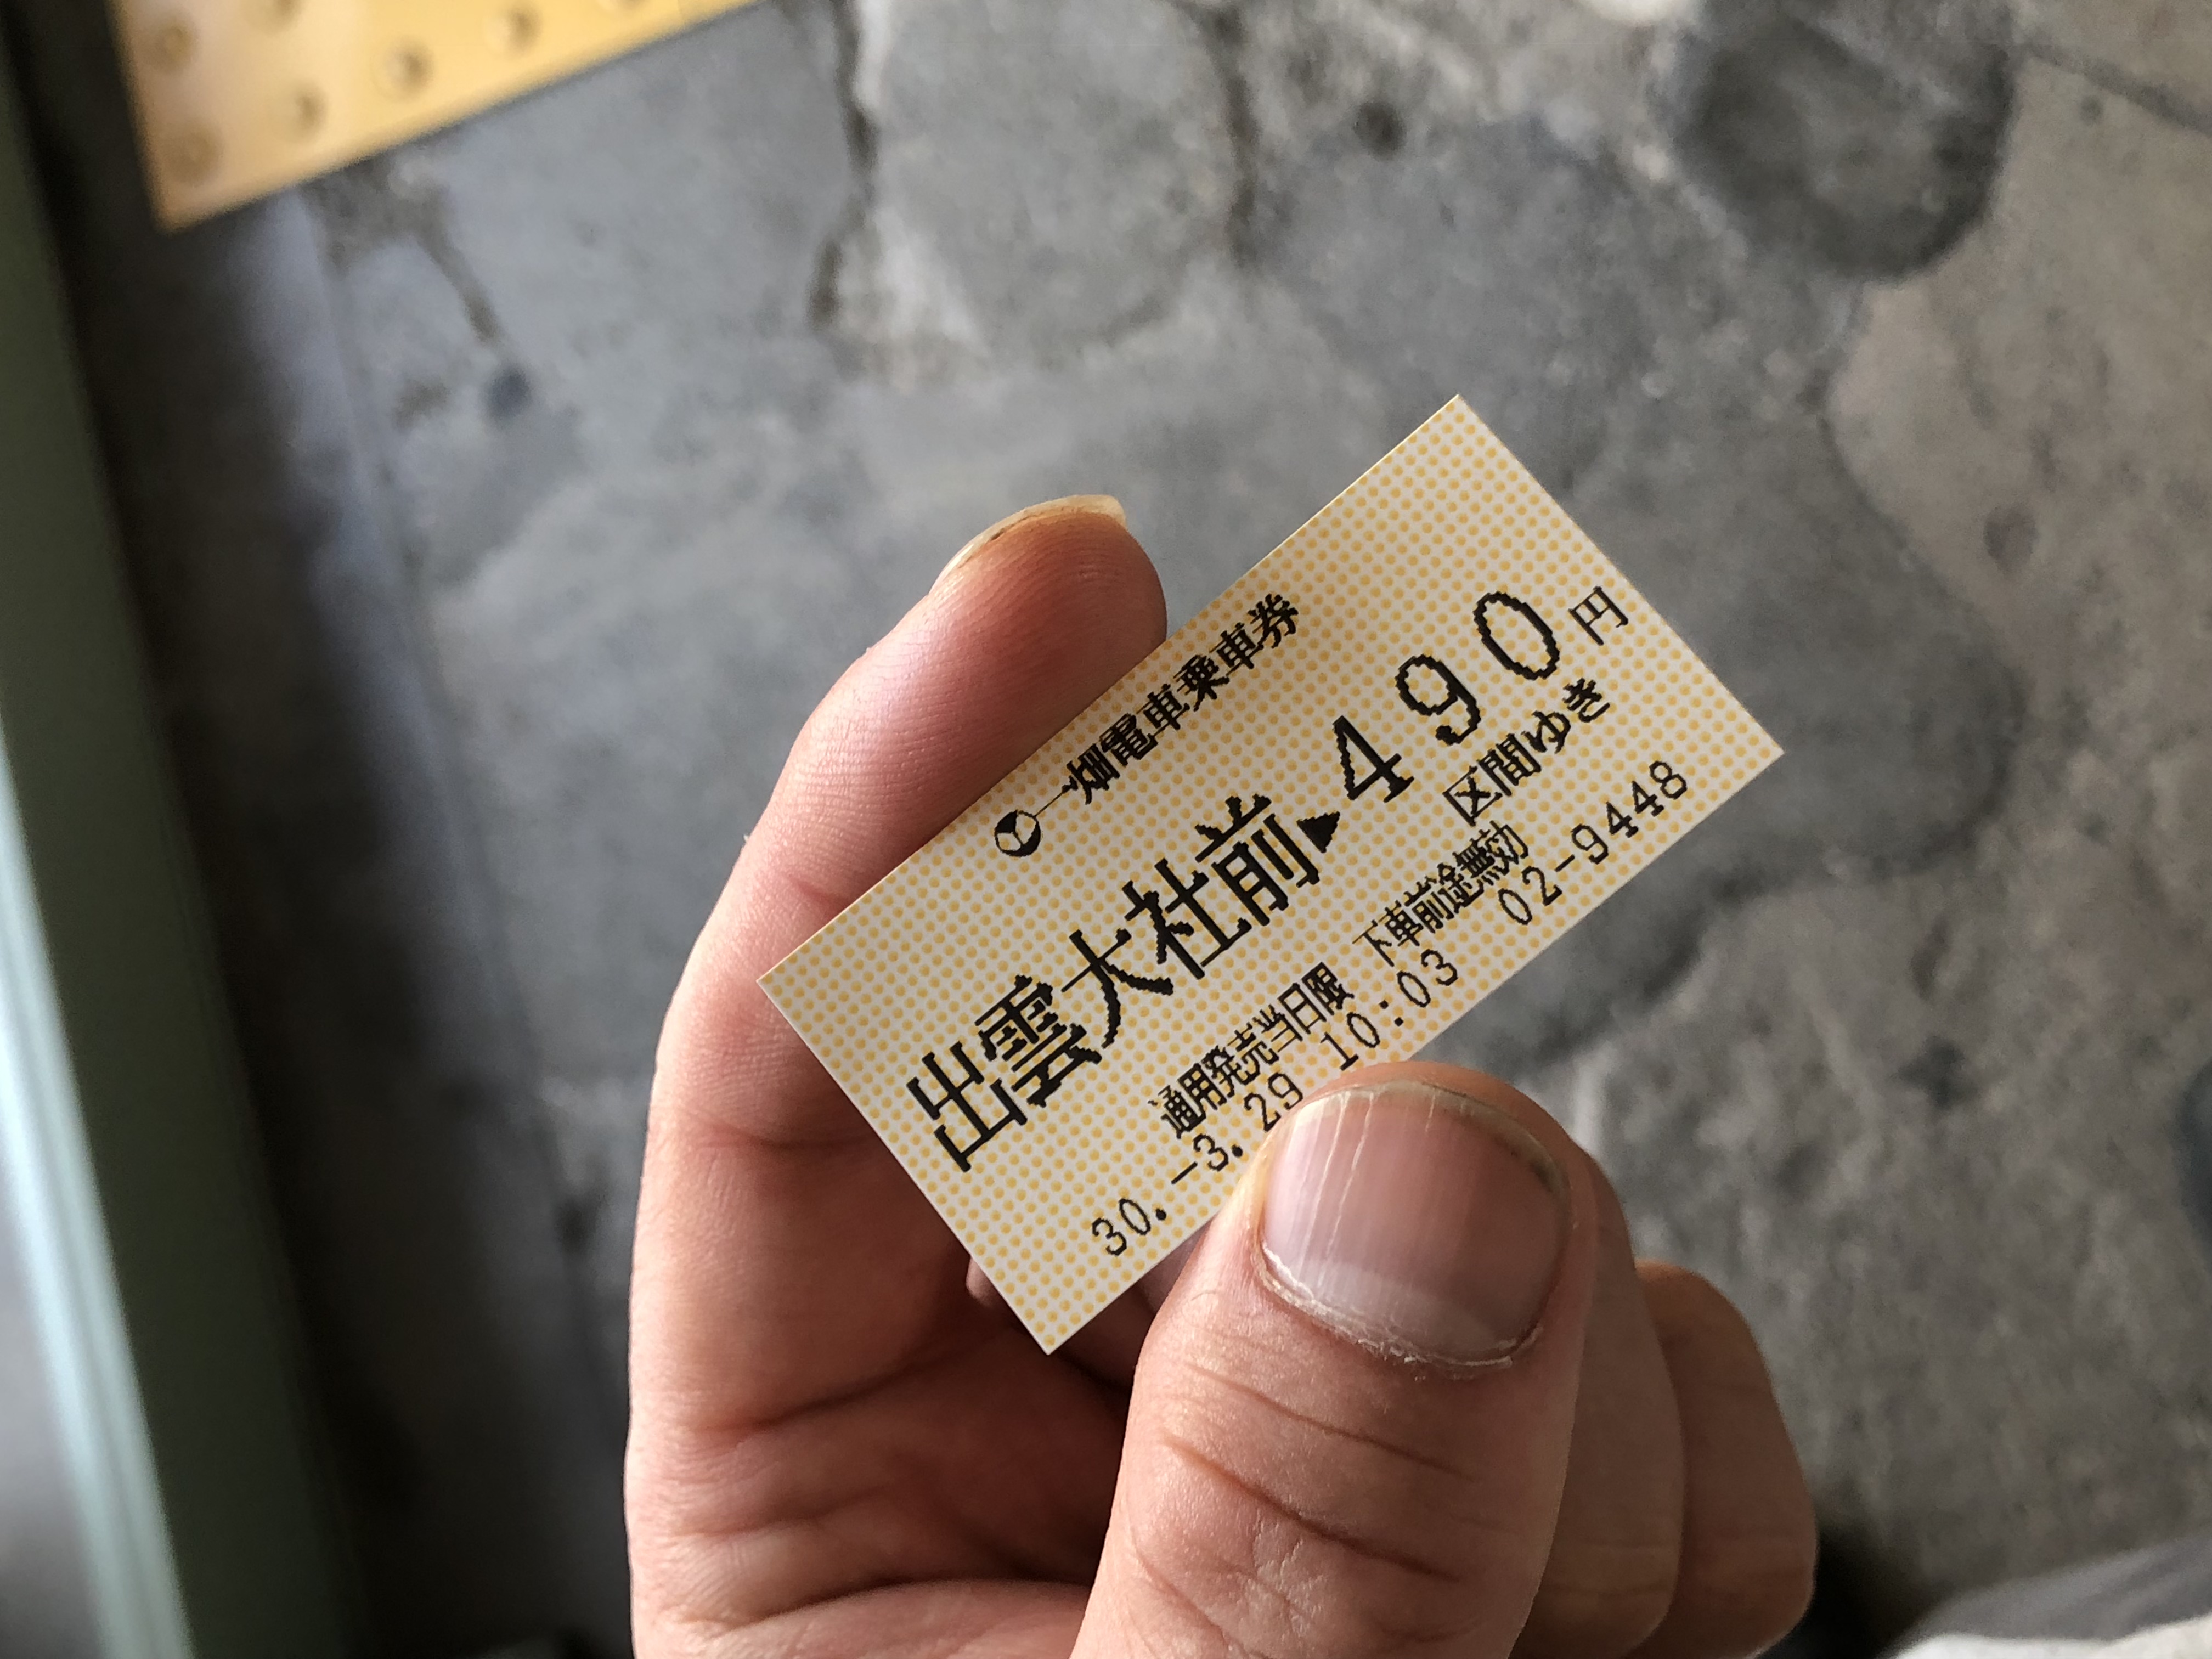 一畑電車乗車券
出雲大社前▶490円
区間ゆき
通用発売当日限 下車前途無効
30.-3.29 10:03 02-9448